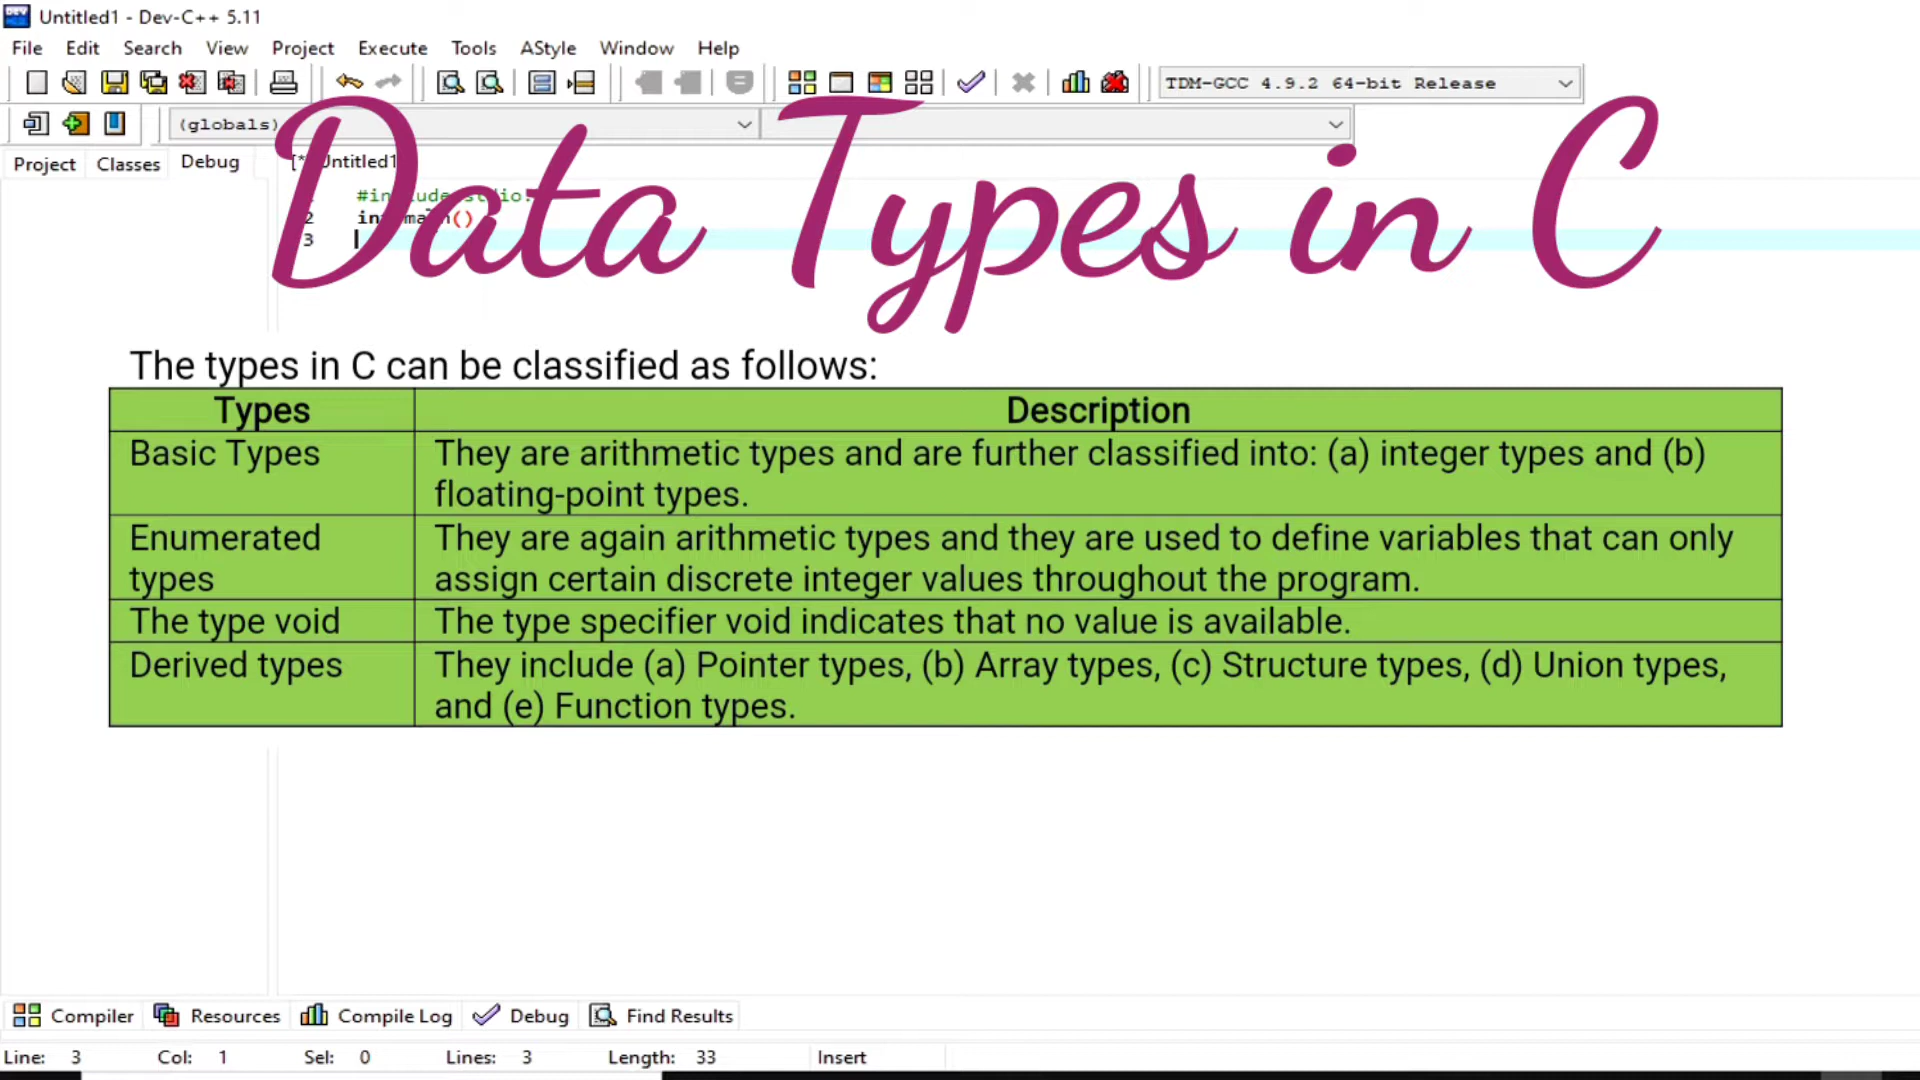 Untitled1 - Dev-C++ 5.11
File Edit Search View Project Execute Tools AStyle Window Help
TDM-GCC 4.9.2 64-bit Release
(globals)
Project Classes Debug [*] Untitled1
Data Types in C
2
3
The types in C can be classified as follows:
Types Description
Basic Types They are arithmetic types and are further classified into: (a) integer types and (b)
floating-point types.
Enumerated They are again arithmetic types and they are used to define variables that can only
types assign certain discrete integer values throughout the program.
The type void The type specifier void indicates that no value is available.
Derived types They include (a) Pointer types, (b) Array types, (c) Structure types, (d) Union types,
and (e) Function types.
Compiler Resources Compile Log Debug Find Results
Line: 3 Col: 1 Sel: 0 Lines: 3 Length: 33 Insert